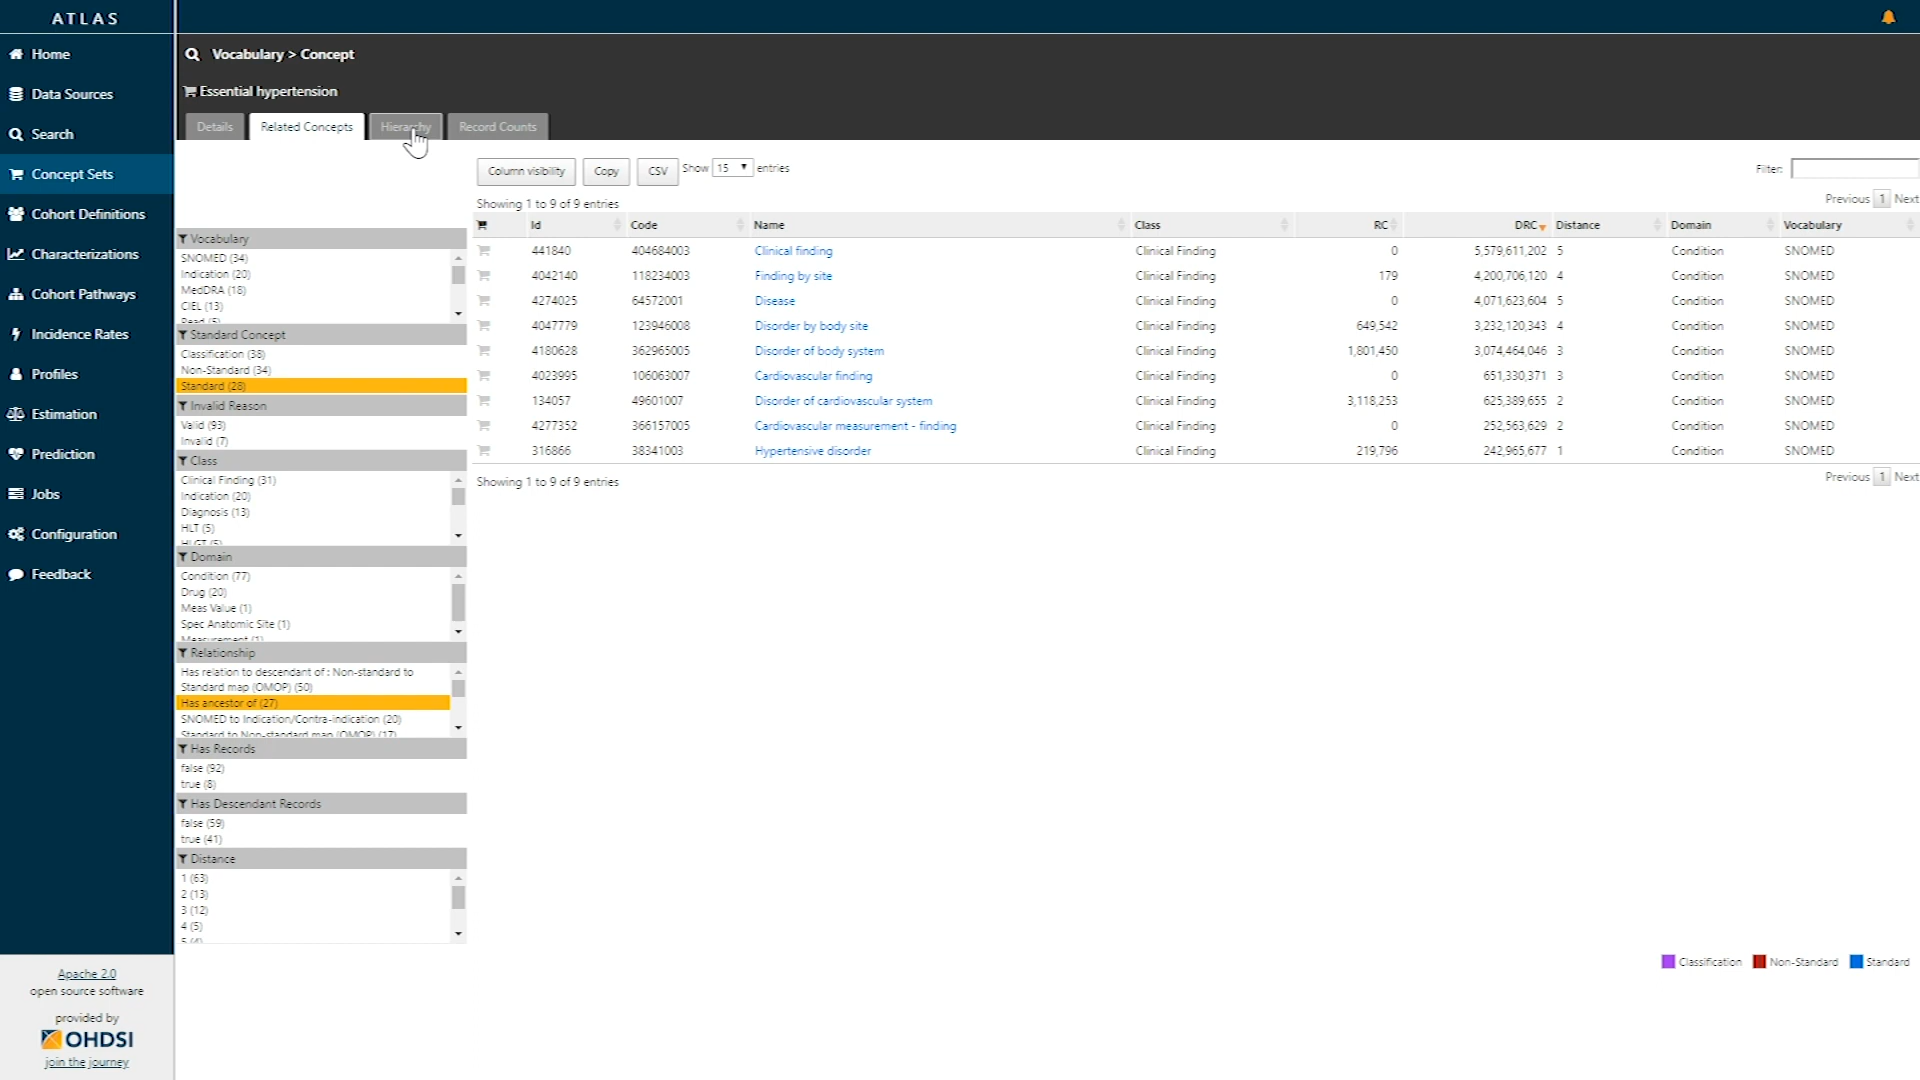 ATLAS
Home
Data Sources
Search
Concept Sets
Cohort Definitions
Characterizations
Cohort Pathways
Incidence Rates
Profiles
Estimation
Prediction
Jobs
Configuration
Feedback
Apache 2.0
open source software
provided by
OHDSI
join the journey
Vocabulary > Concept
Essential hypertension
Details Related Concepts Hierarchy Record Counts
Vocabulary
SNOMED (34)
Indication (20)
MedDRA (18)
CIEL (13)
Read (5)
Standard Concept
Classification (38)
Non-Standard (34)
Standard (28)
Invalid Reason
Valid (93)
Invalid (7)
Class
Clinical Finding (31)
Indication (20)
Diagnosis (13)
HLT (5)
HLGT (5)
Domain
Condition (77)
Drug (20)
Meas Value (1)
Spec Anatomic Site (1)
Measurement (1)
Relationship
Has relation to descendant of : Non-standard to
Standard map (OMOP) (50)
Has ancestor of (27)
SNOMED to Indication/Contra-indication (20)
Standard to Non-standard map (OMOP) (17)
Has Records
false (92)
true (8)
Has Descendant Records
false (59)
true (41)
Distance
1 (63)
2 (13)
3 (12)
4 (5)
5 (4)
Column visibility Copy CSV Show 15 entries Filter:
Showing 1 to 9 of 9 entries Previous 1 Next
Id Code Name Class RC DRC Distance Domain Vocabulary
441840 404684003 Clinical finding Clinical Finding 0 5,579,611,202 5 Condition SNOMED
4042140 118234003 Finding by site Clinical Finding 179 4,200,706,120 4 Condition SNOMED
4274025 64572001 Disease Clinical Finding 0 4,071,623,604 5 Condition SNOMED
4047779 123946008 Disorder by body site Clinical Finding 649,542 3,232,120,343 4 Condition SNOMED
4180628 362965005 Disorder of body system Clinical Finding 1,801,450 3,074,464,046 3 Condition SNOMED
4023995 106063007 Cardiovascular finding Clinical Finding 0 651,330,371 3 Condition SNOMED
134057 49601007 Disorder of cardiovascular system Clinical Finding 3,118,253 625,389,655 2 Condition SNOMED
4277352 366157005 Cardiovascular measurement - finding Clinical Finding 0 252,563,629 2 Condition SNOMED
316866 38341003 Hypertensive disorder Clinical Finding 219,796 242,965,677 1 Condition SNOMED
Showing 1 to 9 of 9 entries Previous 1 Next
Classification Non-Standard Standard